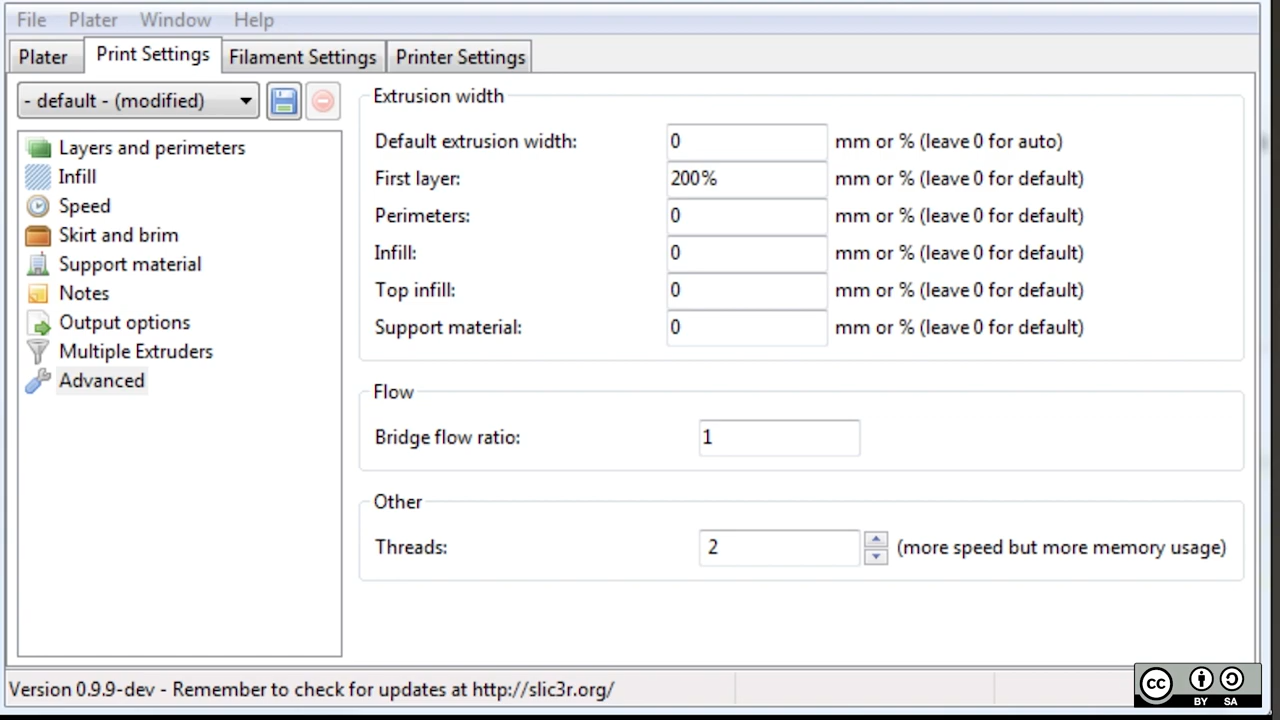 File Plater Window Help
Plater Print Settings Filament Settings Printer Settings
- default - (modified)
Layers and perimeters
Infill
Speed
Skirt and brim
Support material
Notes
Output options
Multiple Extruders
Advanced
Extrusion width
Default extrusion width: 0 mm or % (leave 0 for auto)
First layer: 200% mm or % (leave 0 for default)
Perimeters: 0 mm or % (leave 0 for default)
Infill: 0 mm or % (leave 0 for default)
Top infill: 0 mm or % (leave 0 for default)
Support material: 0 mm or % (leave 0 for default)
Flow
Bridge flow ratio: 1
Other
Threads: 2 (more speed but more memory usage)
Version 0.9.9-dev - Remember to check for updates at http://slic3r.org/
cc BY SA